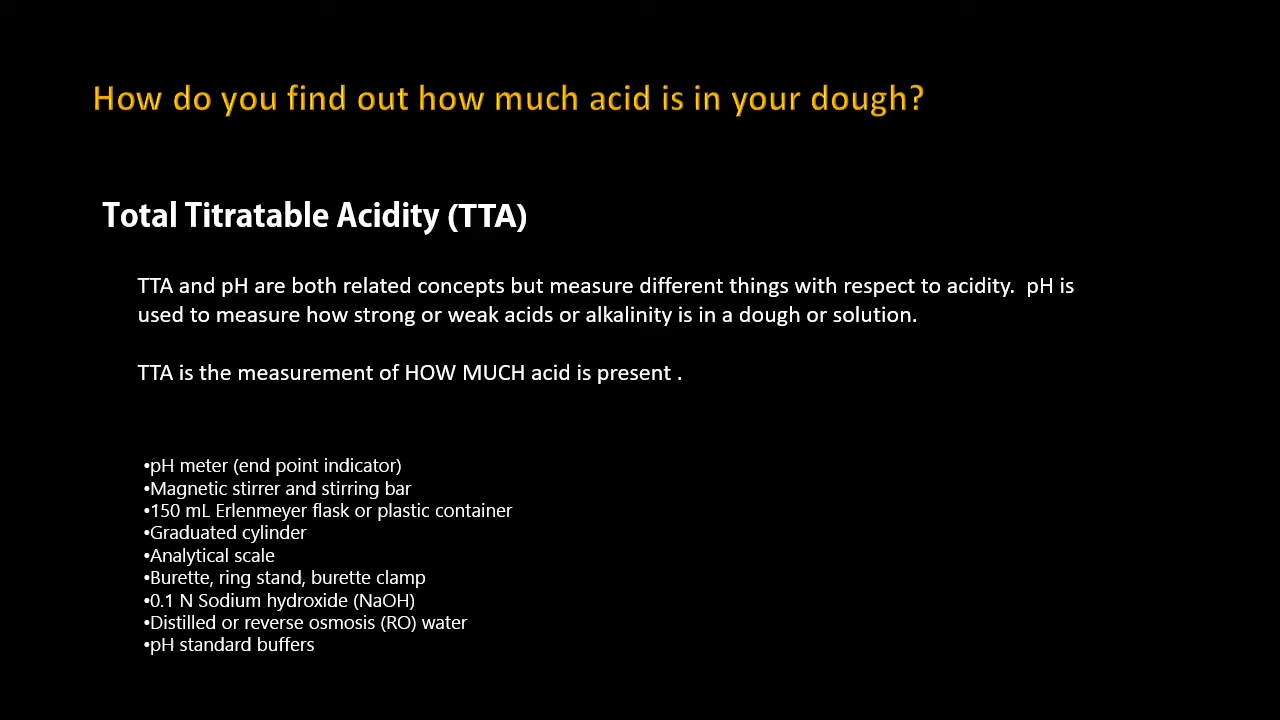 How do you find out how much acid is in your dough?
Total Titratable Acidity (TTA)
TTA and pH are both related concepts but measure different things with respect to acidity.  pH is
used to measure how strong or weak acids or alkalinity is in a dough or solution.
TTA is the measurement of HOW MUCH acid is present .
•pH meter (end point indicator)
•Magnetic stirrer and stirring bar
•150 mL Erlenmeyer flask or plastic container
•Graduated cylinder
•Analytical scale
•Burette, ring stand, burette clamp
•0.1 N Sodium hydroxide (NaOH)
•Distilled or reverse osmosis (RO) water
•pH standard buffers